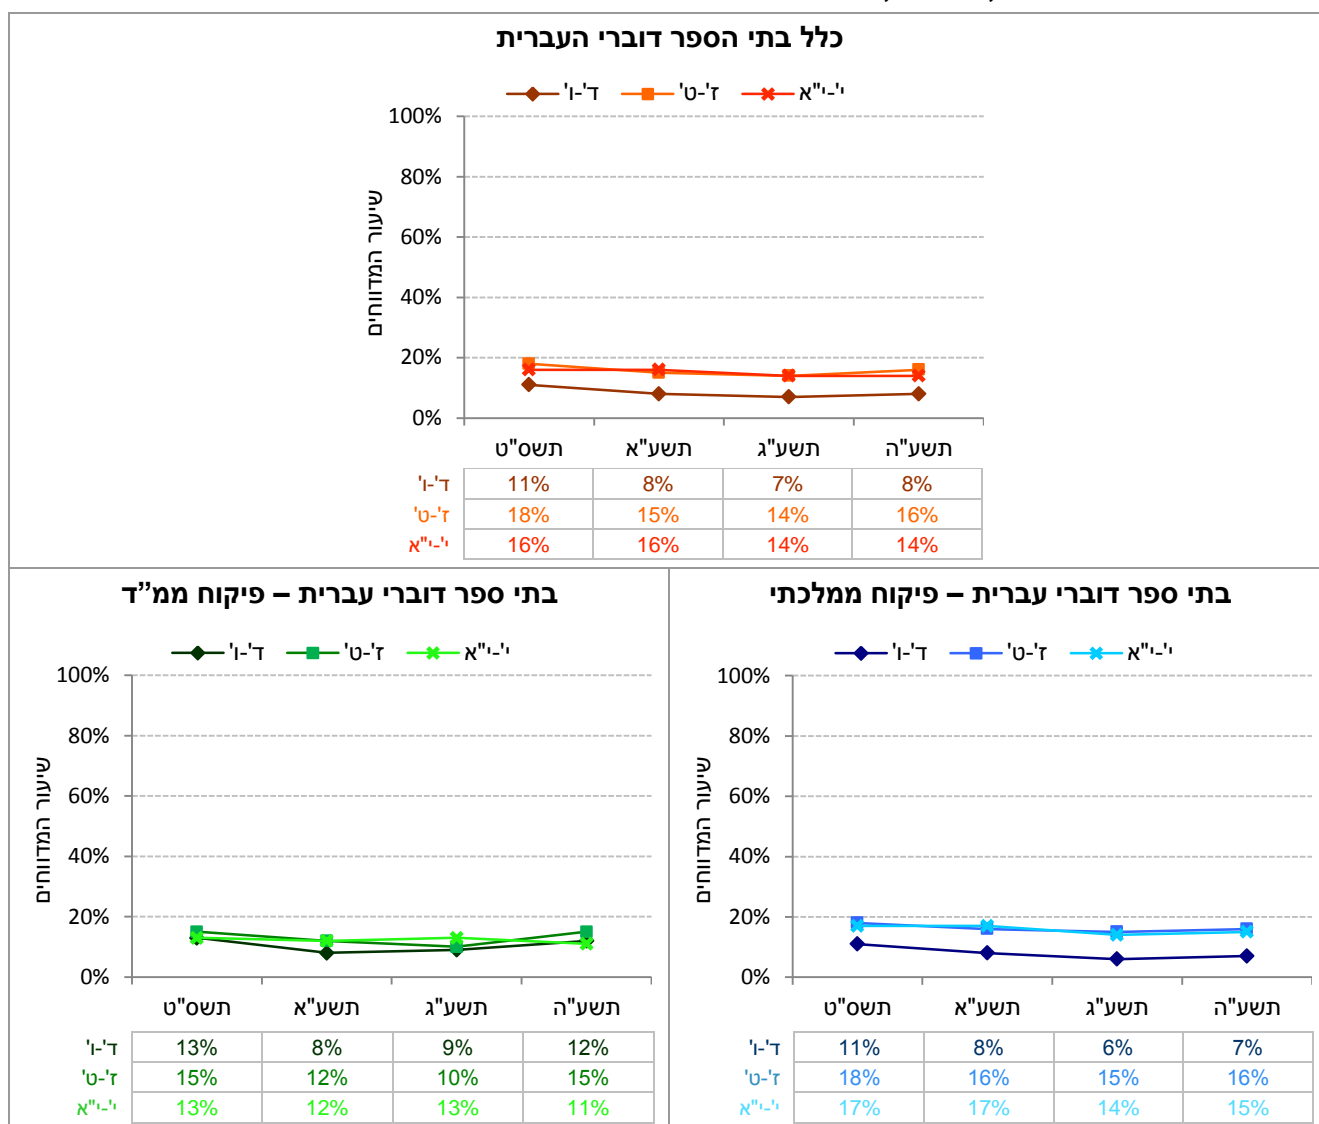 כלל בתי הספר דוברי העברית
ד'-ו' ז'-ט' י'-י"א
100%
80%
60%
40%
20%
0%
שיעור המדווחים
תשס"ט תשע"א תשע"ג תשע"ה
ד'-ו' 11% 8% 7% 8%
ז'-ט' 18% 15% 14% 16%
י'-י"א 16% 16% 14% 14%
בתי ספר דוברי עברית – פיקוח ממלכתי
ד'-ו' ז'-ט' י'-י"א
100%
80%
60%
40%
20%
0%
שיעור המדווחים
תשס"ט תשע"א תשע"ג תשע"ה
ד'-ו' 11% 8% 6% 7%
ז'-ט' 18% 16% 15% 16%
י'-י"א 17% 17% 14% 15%
בתי ספר דוברי עברית – פיקוח ממ”ד
ד'-ו' ז'-ט' י'-י"א
100%
80%
60%
40%
20%
0%
שיעור המדווחים
תשס"ט תשע"א תשע"ג תשע"ה
ד'-ו' 13% 8% 9% 12%
ז'-ט' 15% 12% 10% 15%
י'-י"א 13% 12% 13% 11%